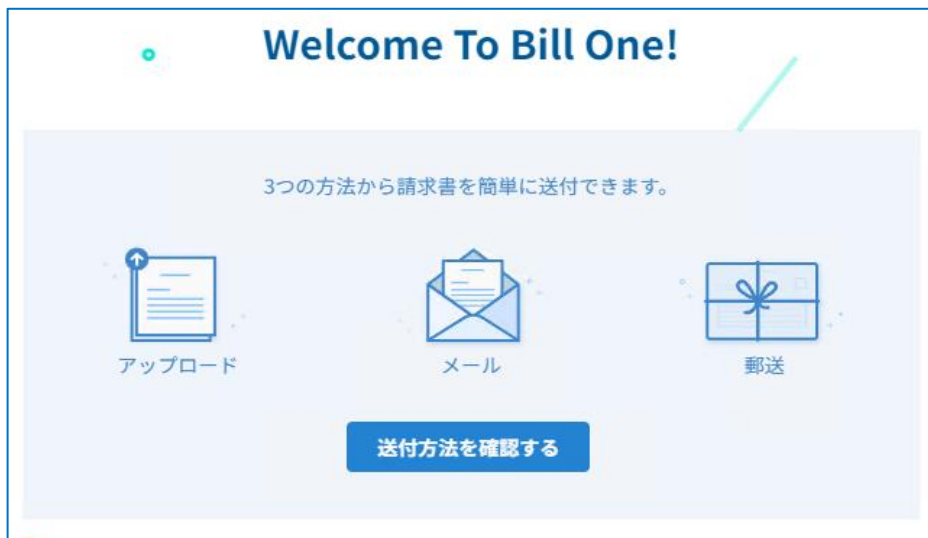 Welcome To Bill One!
3つの方法から請求書を簡単に送付できます。
アップロード
メール
郵送
送付方法を確認する